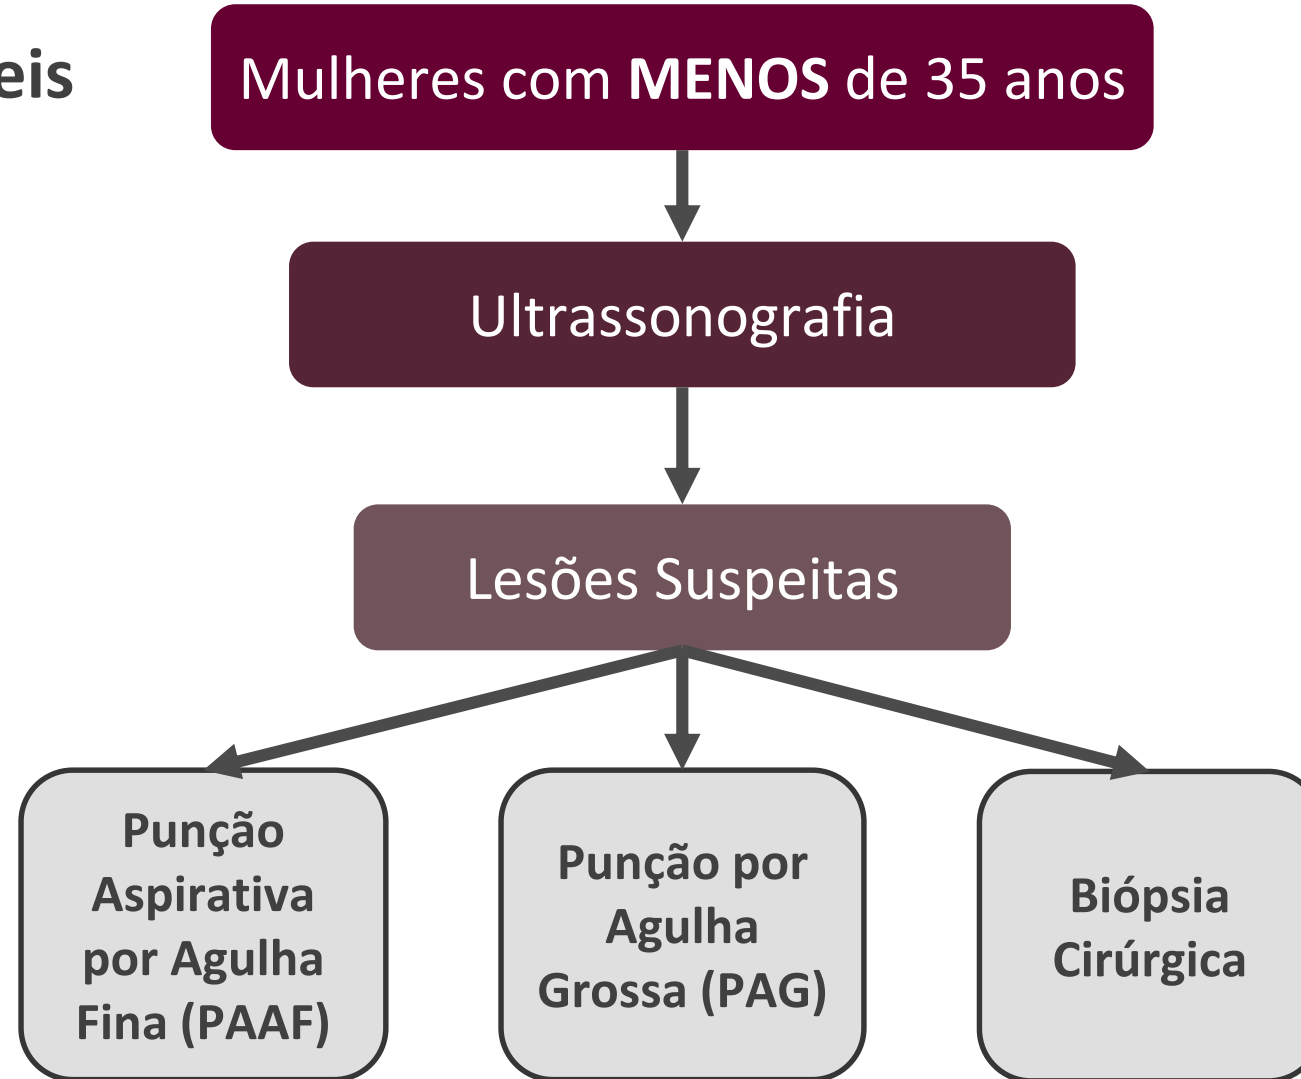 eis
Mulheres com MENOS de 35 anos
Ultrassonografia
Lesões Suspeitas
Punção
Aspirativa
por Agulha
Fina (PAAF)
Punção por
Agulha
Grossa (PAG)
Biópsia
Cirúrgica